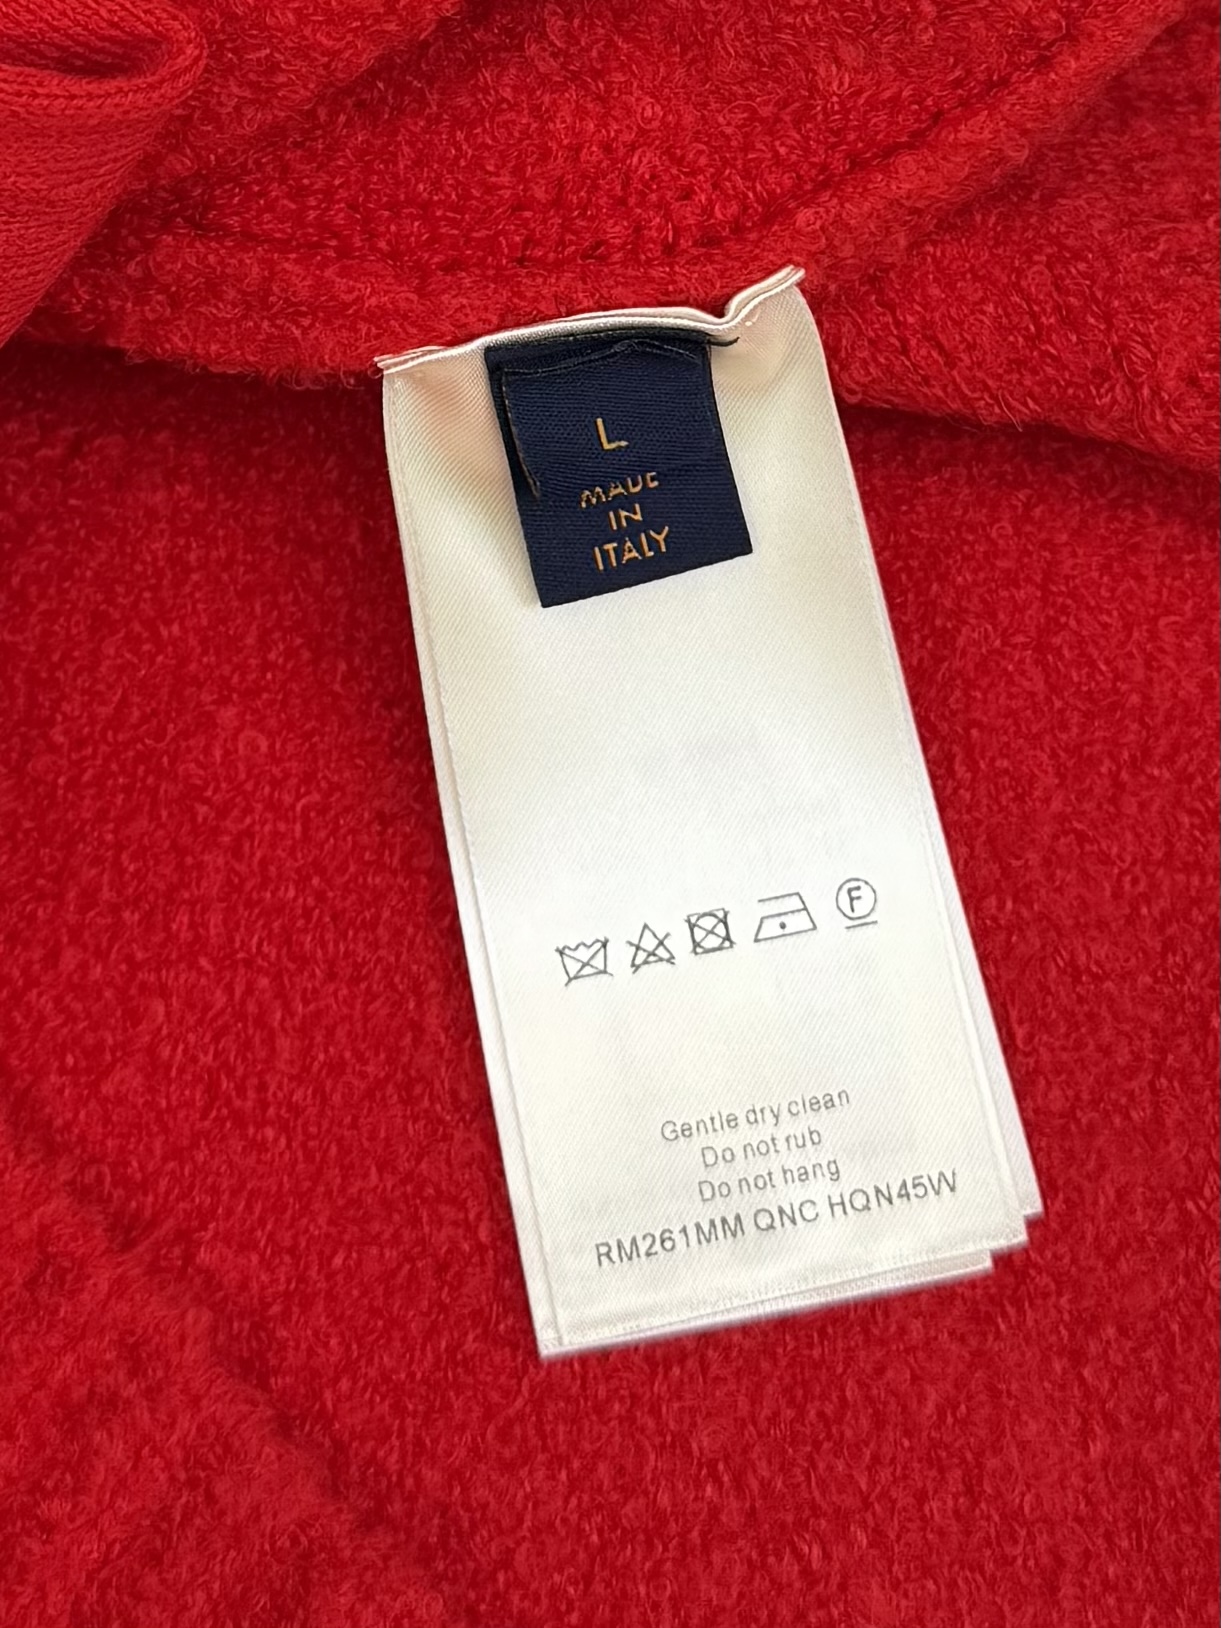 L
MADE
IN
ITALY
F
Gentle dry clean
Do not rub
Do not hang
RM261MM QNC HQN45W